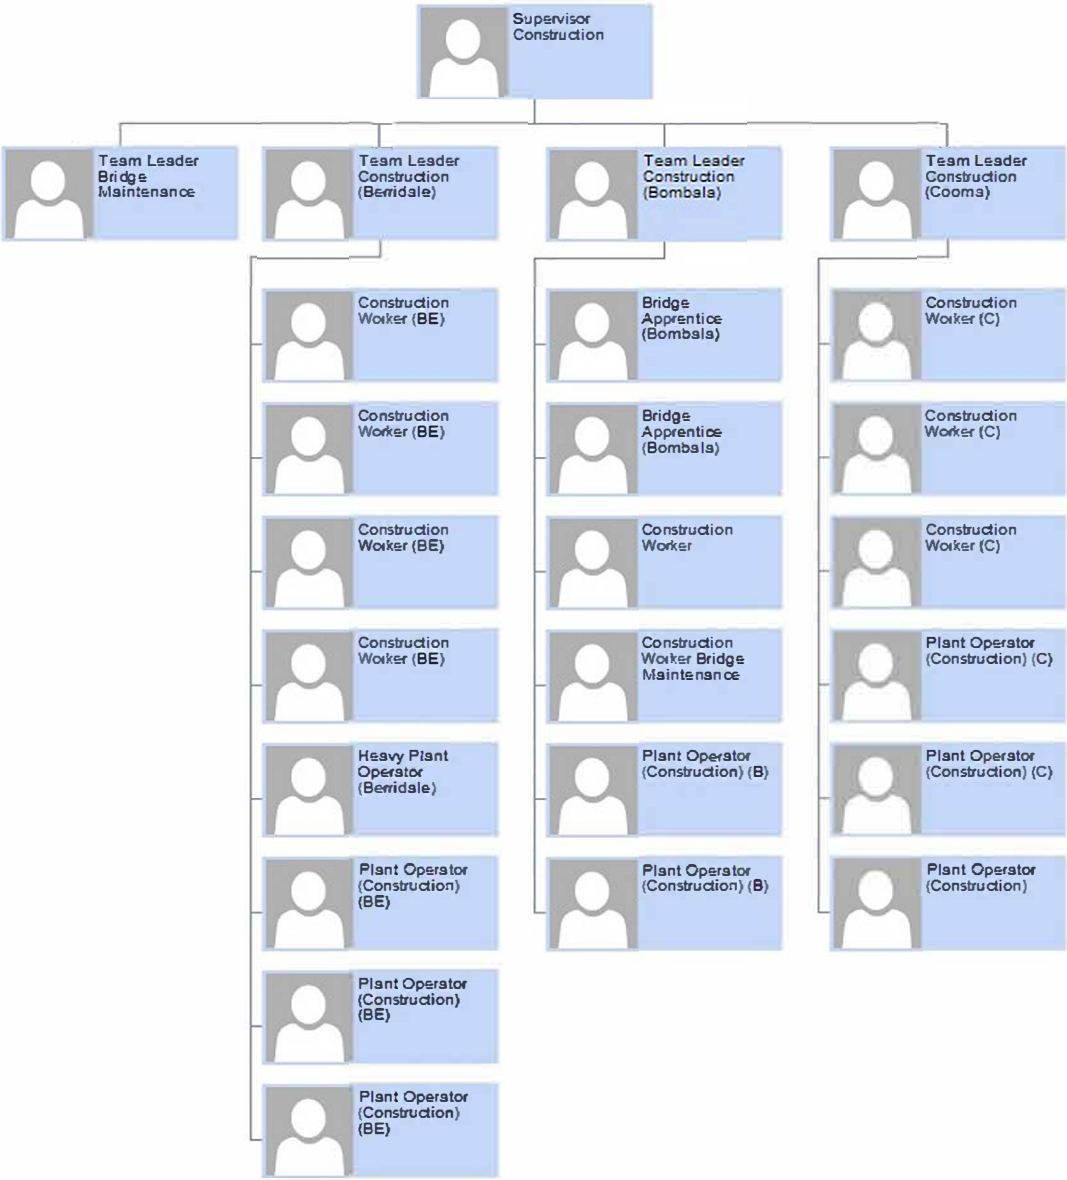 Supervisor
Construction
Team Leader
Bridge
Maintenance
Team Leader
Construction
(Berridale)
Team Leader
Construction
(Bombala)
Team Leader
Construction
(Cooma)
Construction
Worker (BE)
Construction
Worker (BE)
Construction
Worker (BE)
Construction
Worker (BE)
Heavy Plant
Operator
(Berridale)
Plant Operator
(Construction)
(BE)
Plant Operator
(Construction)
(BE)
Plant Operator
(Construction)
(BE)
Bridge
Apprentice
(Bombala)
Bridge
Apprentice
(Bombala)
Construction
Worker
Construction
Worker Bridge
Maintenance
Plant Operator
(Construction) (B)
Plant Operator
(Construction) (B)
Construction
Worker (C)
Construction
Worker (C)
Construction
Worker (C)
Plant Operator
(Construction) (C)
Plant Operator
(Construction) (C)
Plant Operator
(Construction)